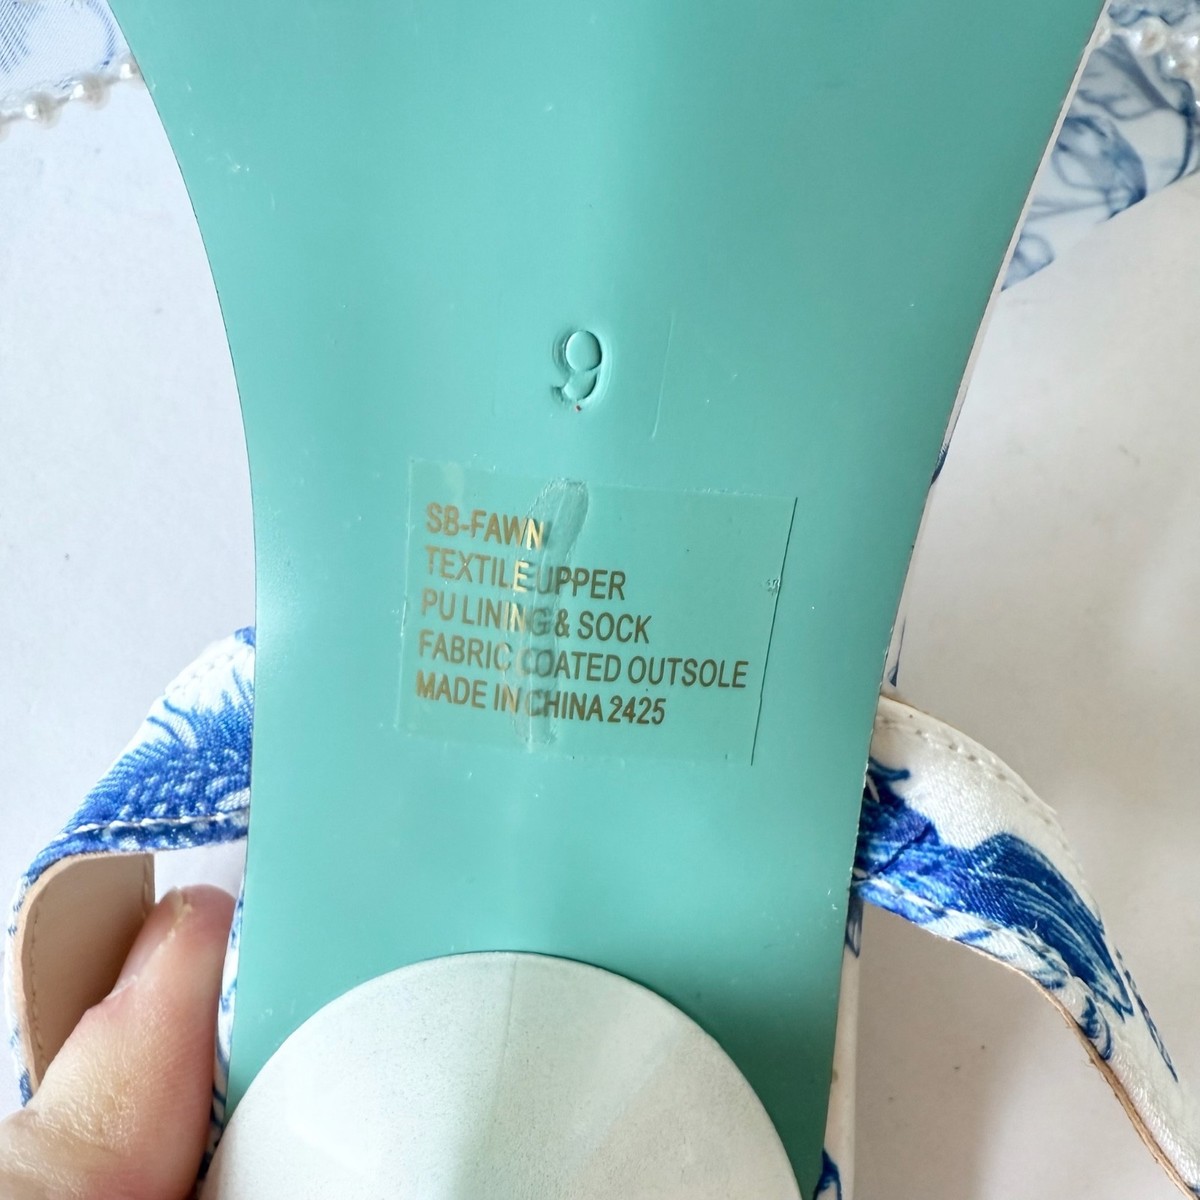 9
SB-FAWN
TEXTILE UPPER
PU LINING & SOCK
FABRIC COATED OUTSOLE
MADE IN CHINA 2425